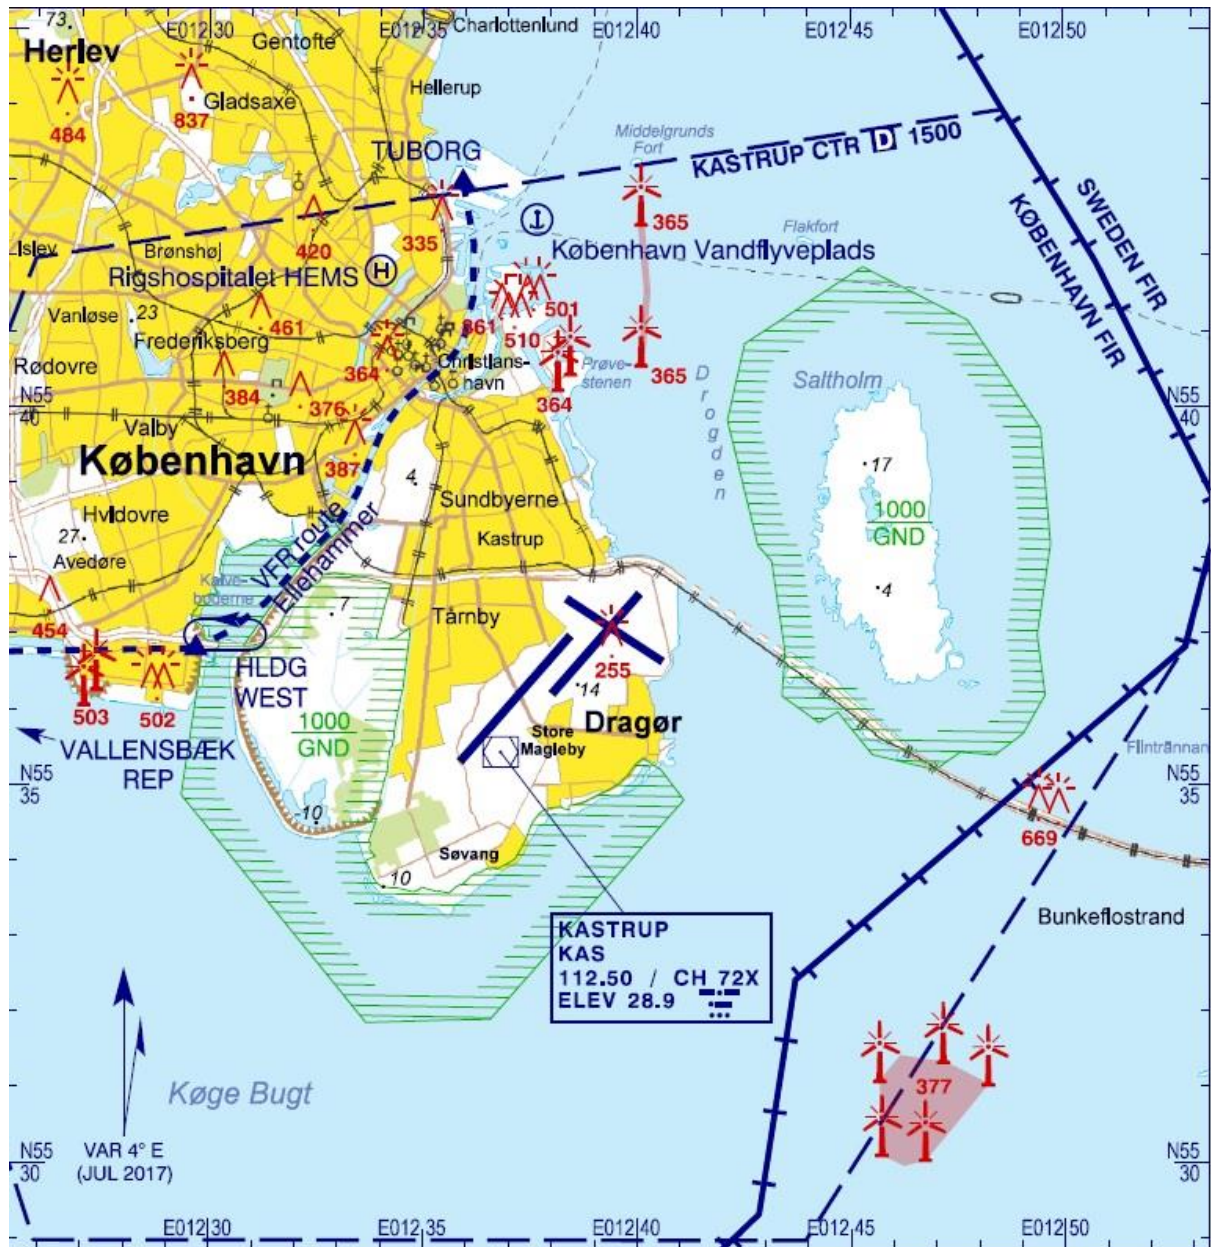 E012 30
E012 35
E012 40
E012 45
E012 50
73
Charlottenlund
Herlev
Gentofte
Hellerup
484
837
Gladsaxe
TUBORG
Middelgrunds
Fort
KASTRUP CTR D 1500
SWEDEN FIR
KØBENHAVN FIR
365
335
420
Islev
Brønshøj
København Vandflyveplads
Flakfort
Rigshospitalet HEMS H
Vanløse
23
461
361
501
510
Frederiksberg
Christians-
havn
Prøve-
stenen
365
Rødovre
364
384
376
364
Drogden
Saltholm
N55
40
N55
40
Valby
København
387
4
17
Sundbyerne
1000
GND
Hvidovre
27
Avedøre
Kastrup
VFR route
Ellehammer
Kalve-
boderne
7
4
454
Tårnby
HLDG
WEST
255
14
503
502
1000
GND
Dragør
Store
Magleby
VALLENSBÆK
REP
Flintrännan
N55
35
N55
35
10
669
Søvang
10
Bunkeflostrand
KASTRUP
KAS
112.50 / CH 72X
ELEV 28.9
377
Køge Bugt
VAR 4° E
(JUL 2017)
N55
30
N55
30
E012 30
E012 35
E012 40
E012 45
E012 50